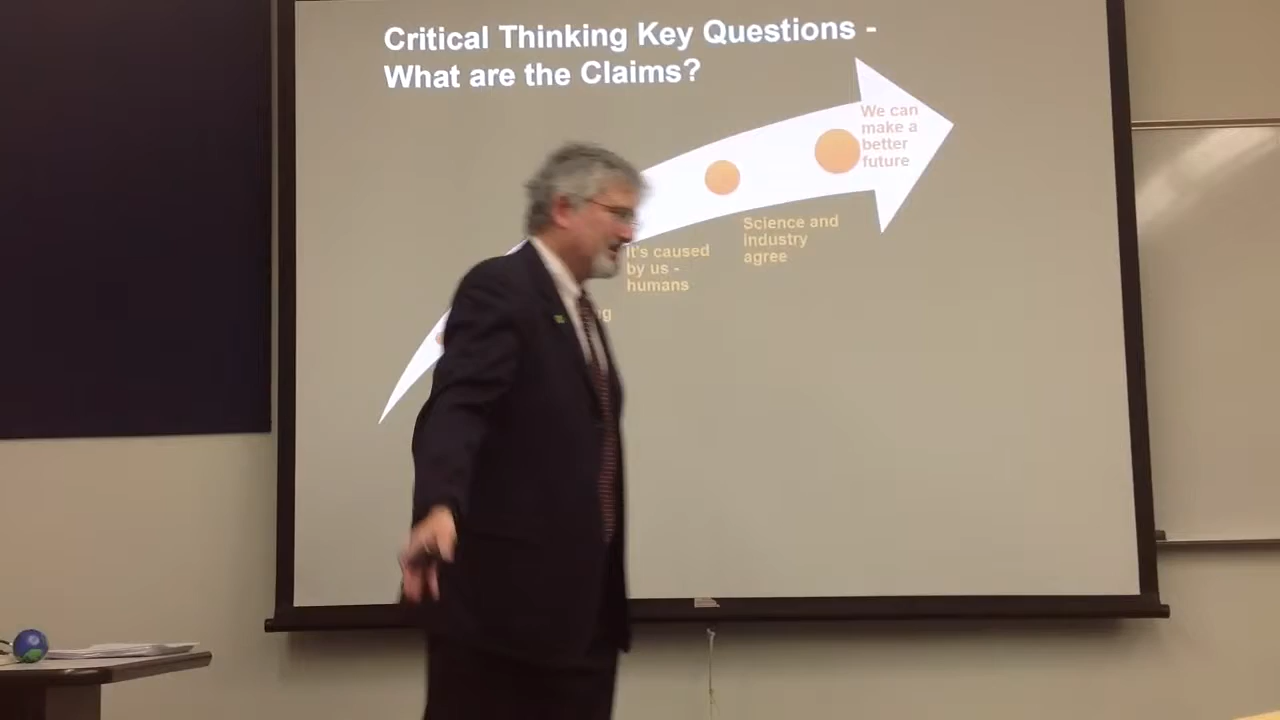 Critical Thinking Key Questions -
What are the Claims?
We can
make a
better
future
Science and
industry
agree
It's caused
by us -
humans